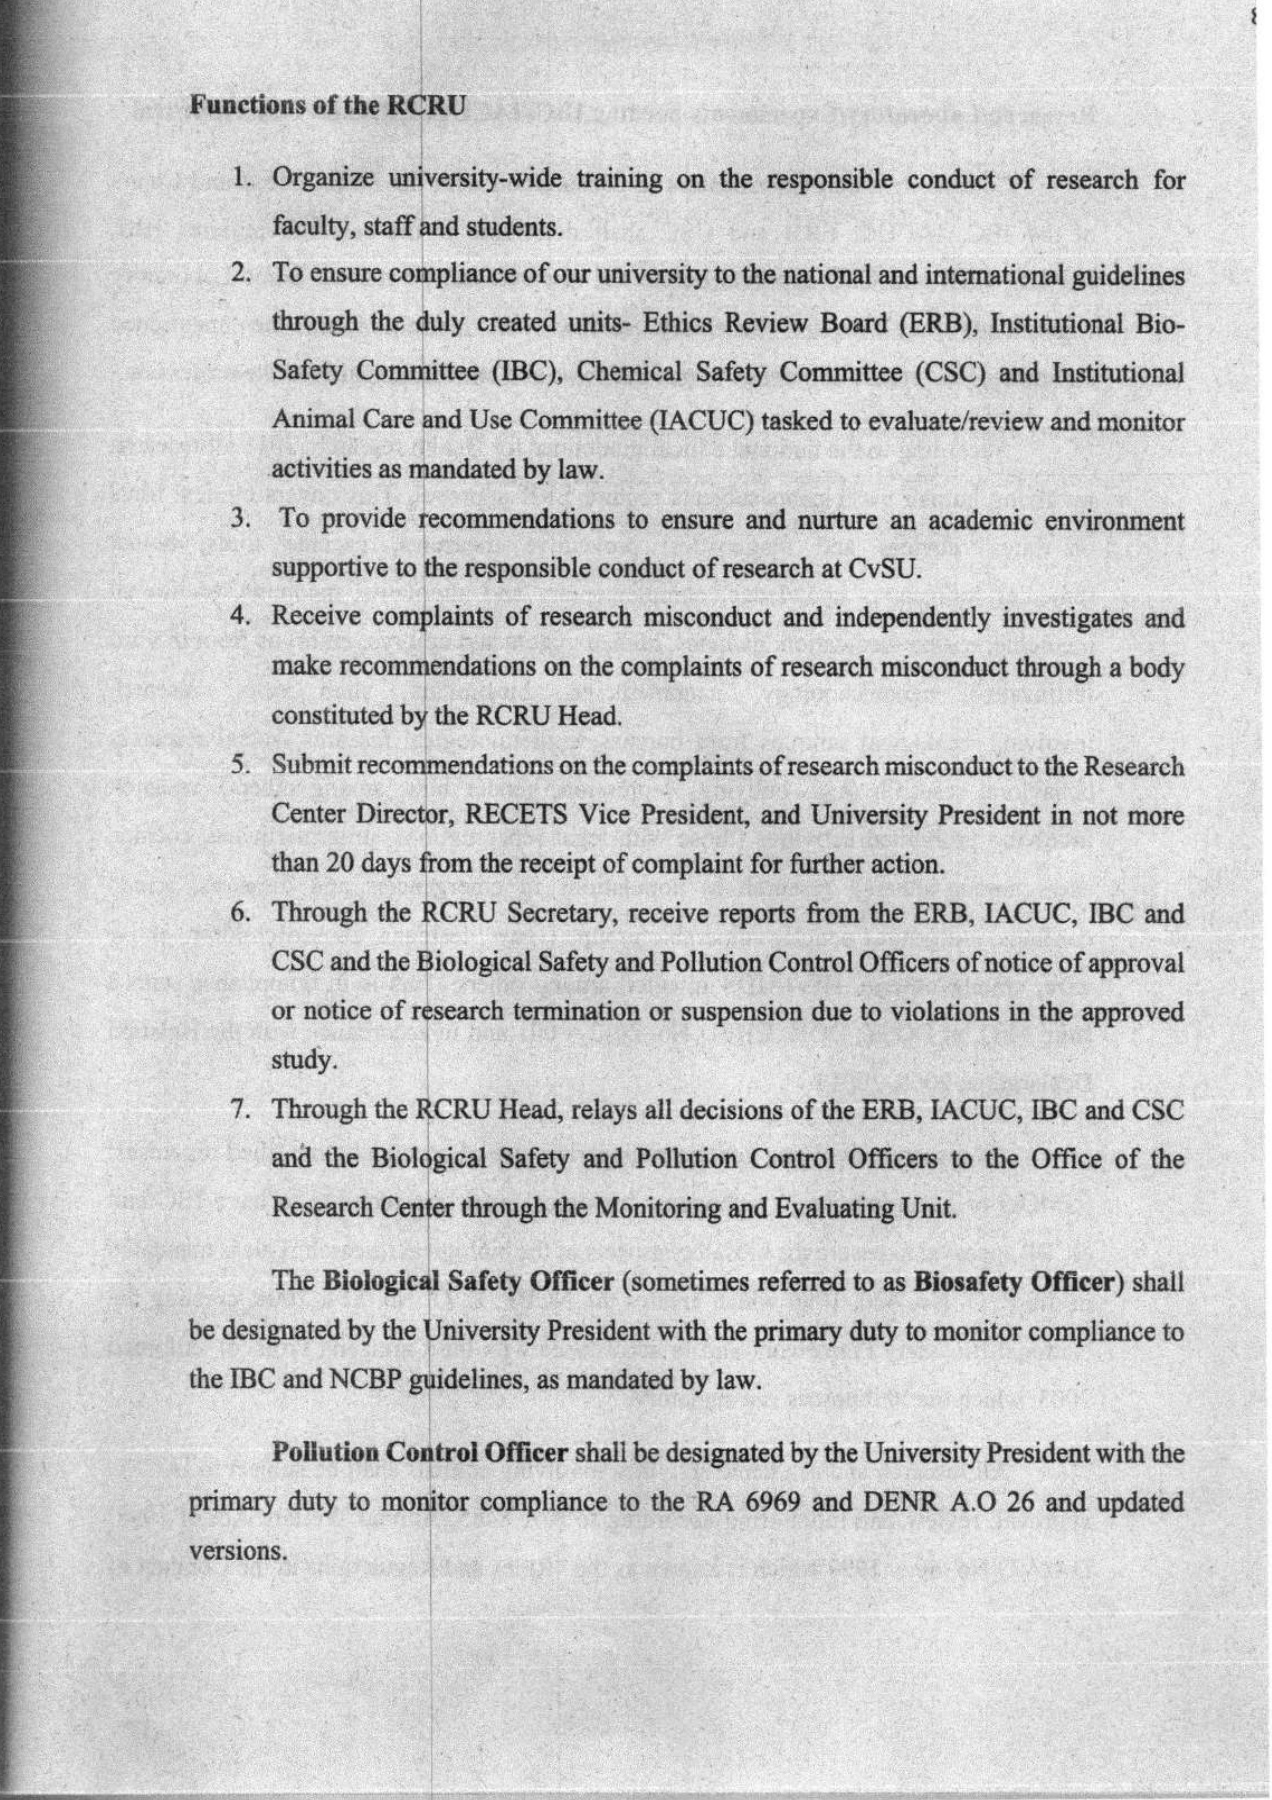 8
Functions of the RCRU
1. Organize university-wide training on the responsible conduct of research for
faculty, staff and students.
2. To ensure compliance of our university to the national and international guidelines
through the duly created units- Ethics Review Board (ERB), Institutional Bio-
Safety Committee (IBC), Chemical Safety Committee (CSC) and Institutional
Animal Care and Use Committee (IACUC) tasked to evaluate/review and monitor
activities as mandated by law.
3. To provide recommendations to ensure and nurture an academic environment
supportive to the responsible conduct of research at CvSU.
4. Receive complaints of research misconduct and independently investigates and
make recommendations on the complaints of research misconduct through a body
constituted by the RCRU Head.
5. Submit recommendations on the complaints of research misconduct to the Research
Center Director, RECETS Vice President, and University President in not more
than 20 days from the receipt of complaint for further action.
6. Through the RCRU Secretary, receive reports from the ERB, IACUC, IBC and
CSC and the Biological Safety and Pollution Control Officers of notice of approval
or notice of research termination or suspension due to violations in the approved
study.
7. Through the RCRU Head, relays all decisions of the ERB, IACUC, IBC and CSC
and the Biological Safety and Pollution Control Officers to the Office of the
Research Center through the Monitoring and Evaluating Unit.
The Biological Safety Officer (sometimes referred to as Biosafety Officer) shall
be designated by the University President with the primary duty to monitor compliance to
the IBC and NCBP guidelines, as mandated by law.
Pollution Control Officer shall be designated by the University President with the
primary duty to monitor compliance to the RA 6969 and DENR A.O 26 and updated
versions.